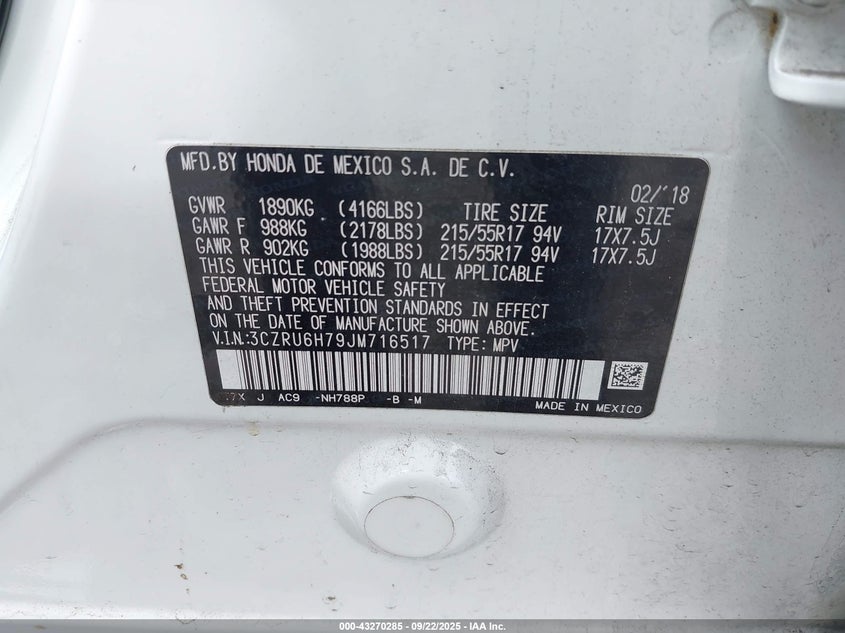 MFD.BY HONDA DE MEXICO S.A. DE C.V.
02/'18
GVWR 1890KG (4166LBS) TIRE SIZE RIM SIZE
GAWR F 988KG (2178LBS) 215/55R17 94V 17X7.5J
GAWR R 902KG (1988LBS) 215/55R17 94V 17X7.5J
THIS VEHICLE CONFORMS TO ALL APPLICABLE
FEDERAL MOTOR VEHICLE SAFETY
AND THEFT PREVENTION STANDARDS IN EFFECT
ON THE DATE OF MANUFACTURE SHOWN ABOVE.
V.I.N.:3CZRU6H79JM716517 TYPE: MPV
J AC9 -NH788P -B -M
MADE IN MEXICO
000-43270285 - 09/22/2025 - IAA Inc.